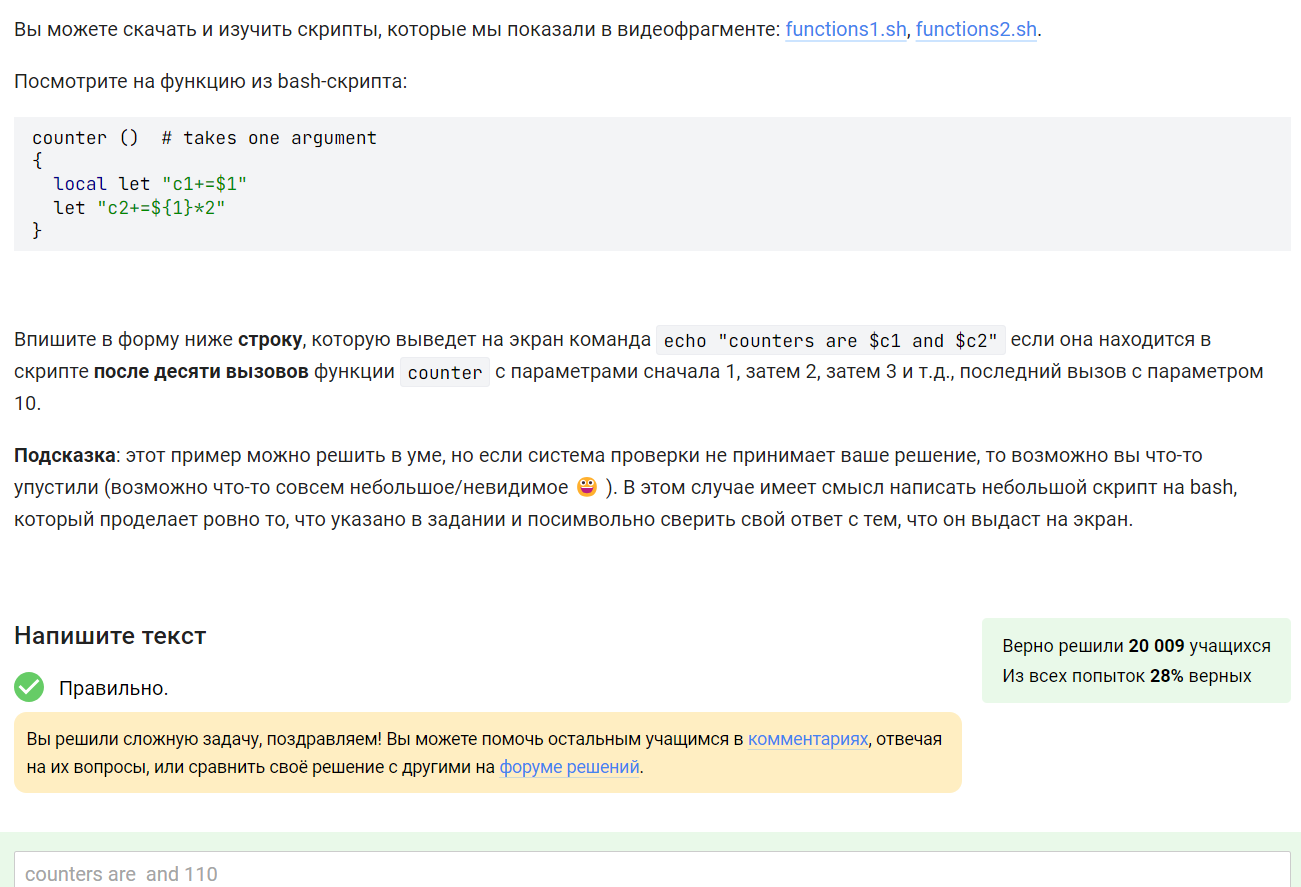 Вы можете скачать и изучить скрипты, которые мы показали в видеофрагменте: functions1.sh, functions2.sh.
Посмотрите на функцию из bash-скрипта:
counter ()  # takes one argument
{
  local let "c1+=$1"
  let "c2+=${1}*2"
}
Впишите в форму ниже строку, которую выведет на экран команда echo "counters are $c1 and $c2" если она находится в
скрипте после десяти вызовов функции counter с параметрами сначала 1, затем 2, затем 3 и т.д., последний вызов с параметром
10.
Подсказка: этот пример можно решить в уме, но если система проверки не принимает ваше решение, то возможно вы что-то
упустили (возможно что-то совсем небольшое/невидимое 😀 ). В этом случае имеет смысл написать небольшой скрипт на bash,
который проделает ровно то, что указано в задании и посимвольно сверить свой ответ с тем, что он выдаст на экран.
Напишите текст
Верно решили 20 009 учащихся
Из всех попыток 28% верных
Правильно.
Вы решили сложную задачу, поздравляем! Вы можете помочь остальным учащимся в комментариях, отвечая
на их вопросы, или сравнить своё решение с другими на форуме решений.
counters are  and 110